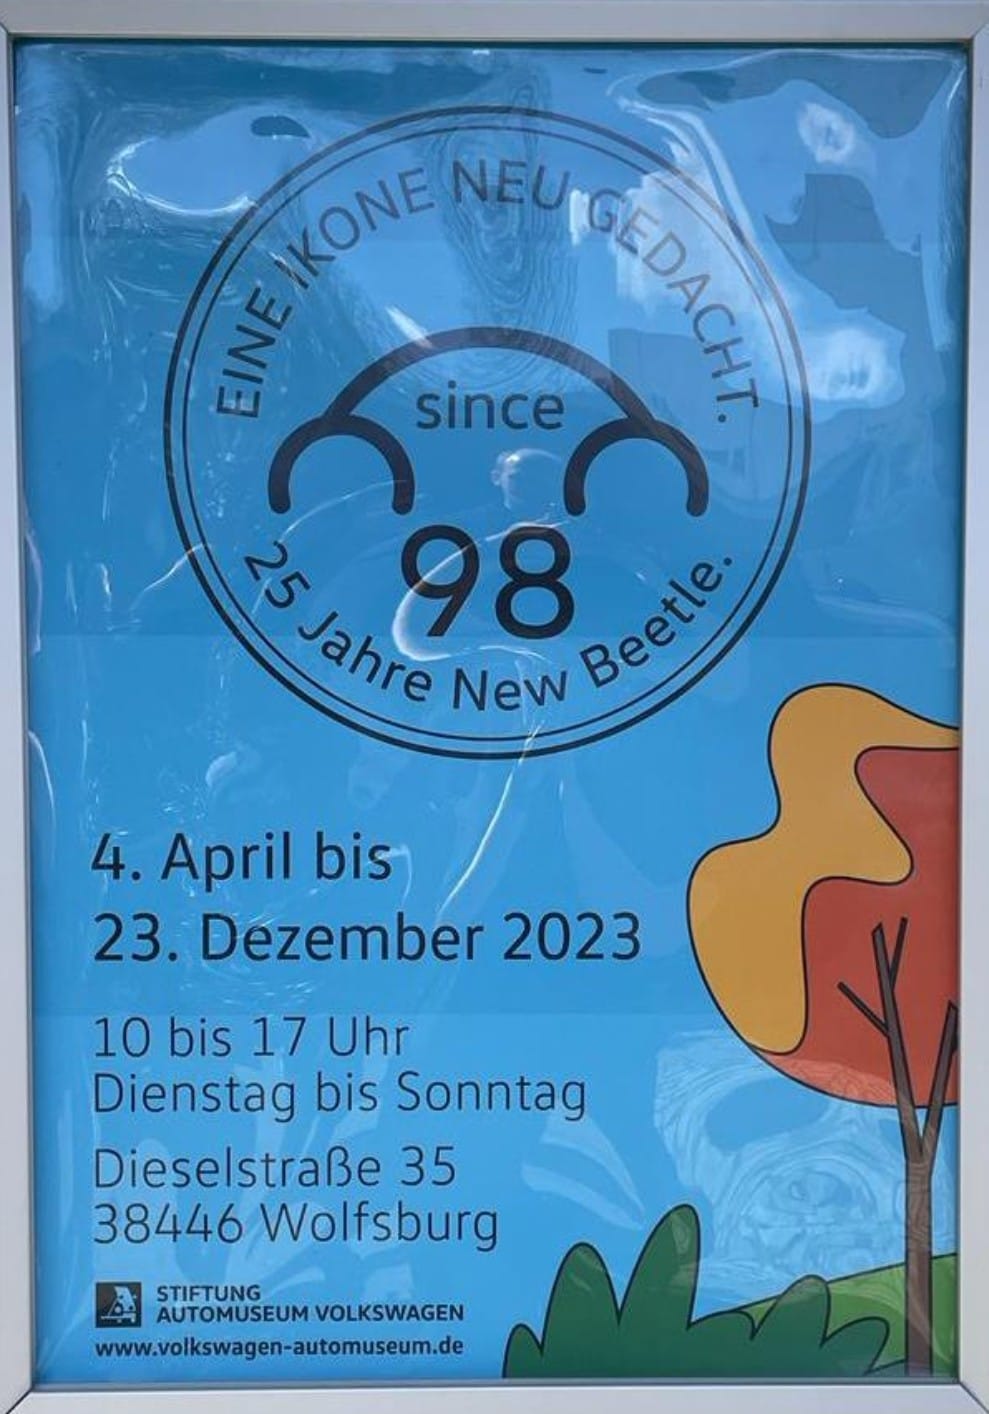 EINE IKONE NEU GEDACHT.
since
98
25 Jahre New Beetle.
4. April bis
23. Dezember 2023
10 bis 17 Uhr
Dienstag bis Sonntag
Dieselstraße 35
38446 Wolfsburg
STIFTUNG
AUTOMUSEUM VOLKSWAGEN
www.volkswagen-automuseum.de